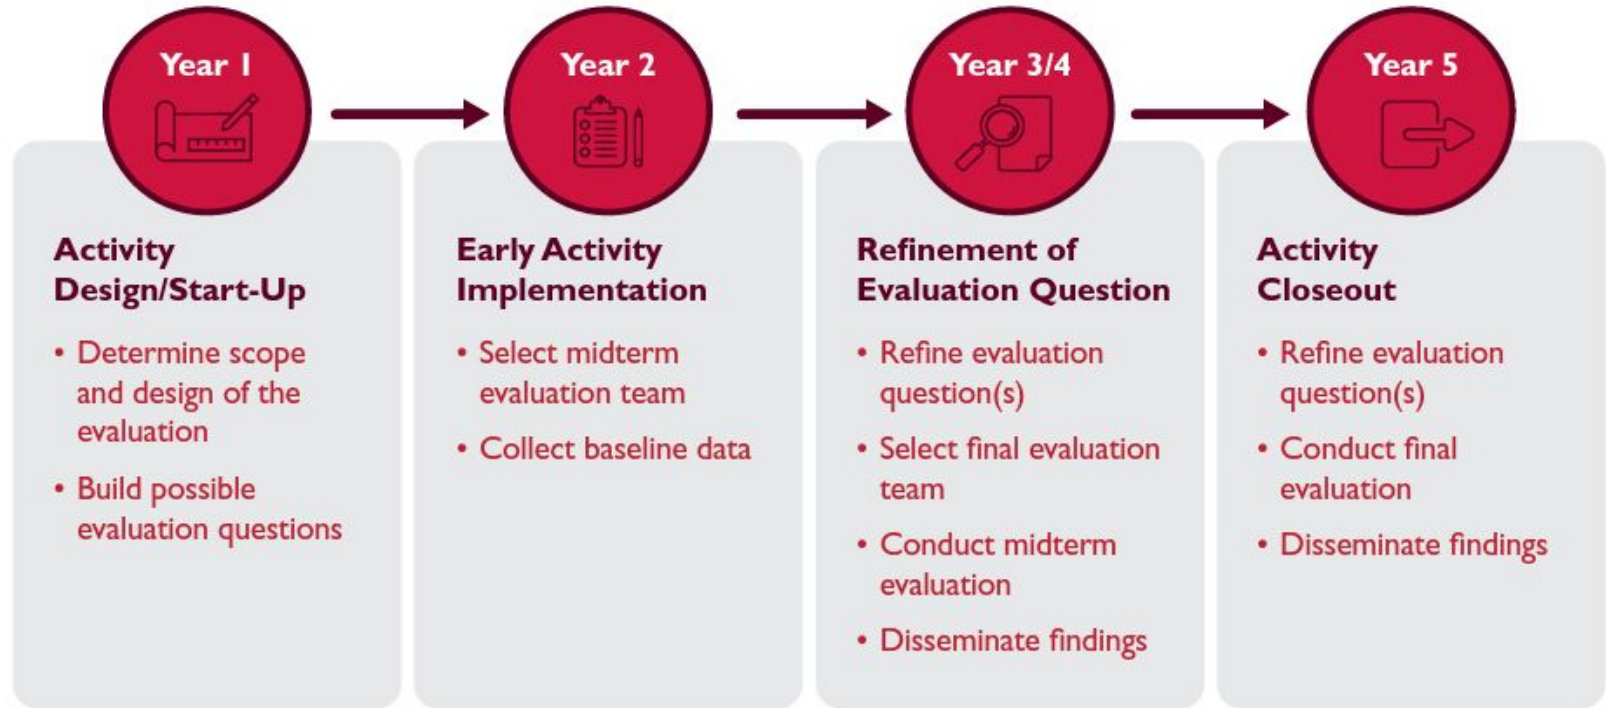 Year 1
Activity
Design/Start-Up
• Determine scope
and design of the
evaluation
• Build possible
evaluation questions
Year 2
Early Activity
Implementation
• Select midterm
evaluation team
• Collect baseline data
Year 3/4
Refinement of
Evaluation Question
• Refine evaluation
question(s)
• Select final evaluation
team
• Conduct midterm
evaluation
• Disseminate findings
Year 5
Activity
Closeout
• Refine evaluation
question(s)
• Conduct final
evaluation
• Disseminate findings